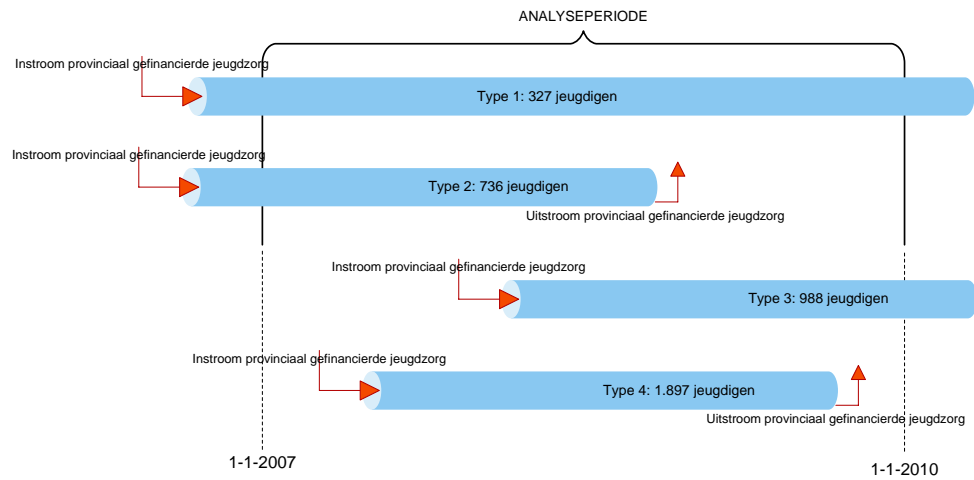 ANALYSEPERIODE
Instroom provinciaal gefinancierde jeugdzorg
Type 1: 327 jeugdigen
Instroom provinciaal gefinancierde jeugdzorg
Type 2: 736 jeugdigen
Uitstroom provinciaal gefinancierde jeugdzorg
Instroom provinciaal gefinancierde jeugdzorg
Type 3: 988 jeugdigen
Instroom provinciaal gefinancierde jeugdzorg
Type 4: 1.897 jeugdigen
Uitstroom provinciaal gefinancierde jeugdzorg
1-1-2007
1-1-2010